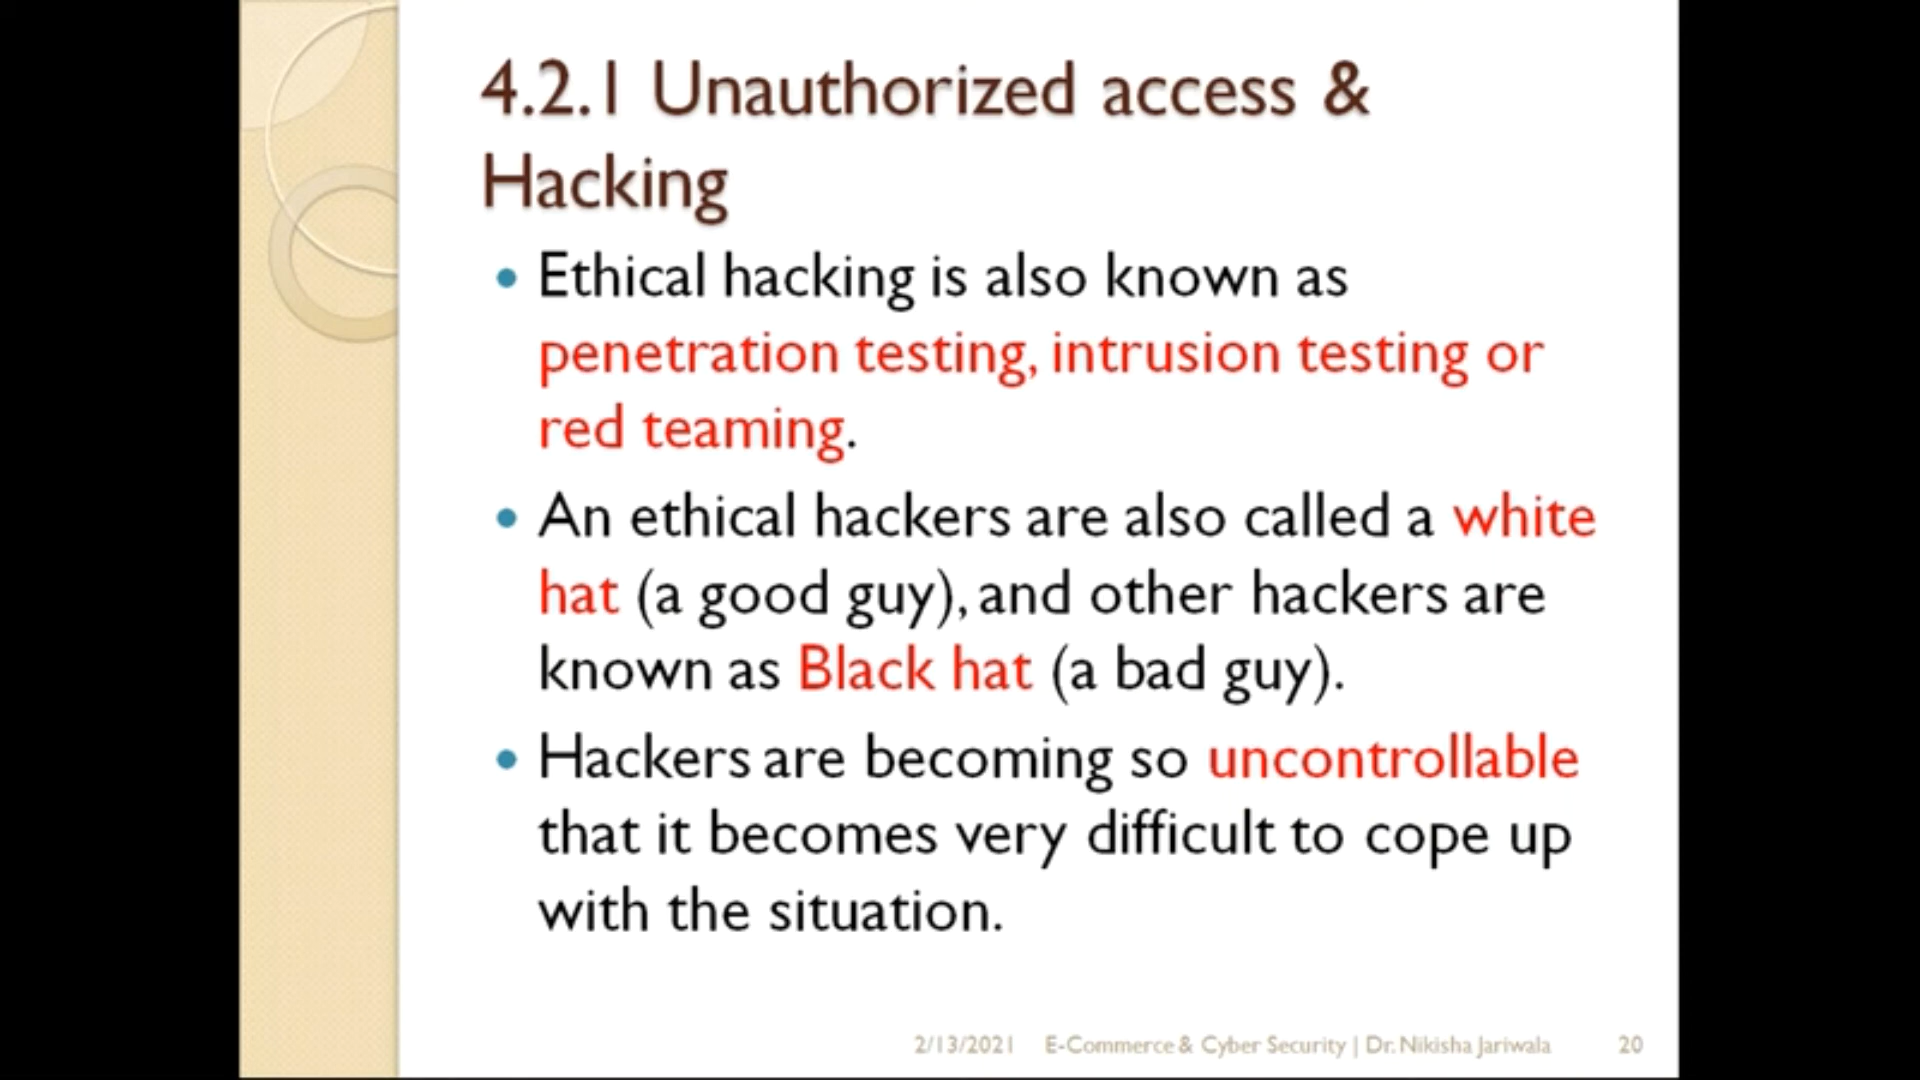 4.2.1 Unauthorized access &
Hacking
• Ethical hacking is also known as
penetration testing, intrusion testing or
red teaming.
• An ethical hackers are also called a white
hat (a good guy), and other hackers are
known as Black hat (a bad guy).
• Hackers are becoming so uncontrollable
that it becomes very difficult to cope up
with the situation.
2/13/2021 E-Commerce & Cyber Security | Dr. Nikisha Jariwala 20